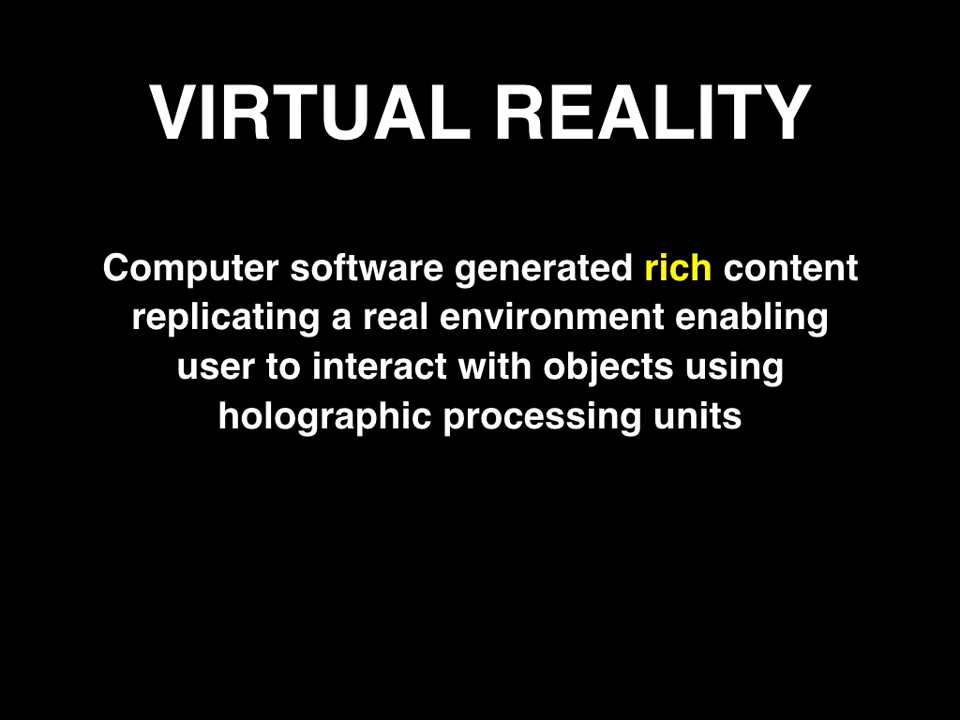 VIRTUAL REALITY
Computer software generated rich content
replicating a real environment enabling
user to interact with objects using
holographic processing units